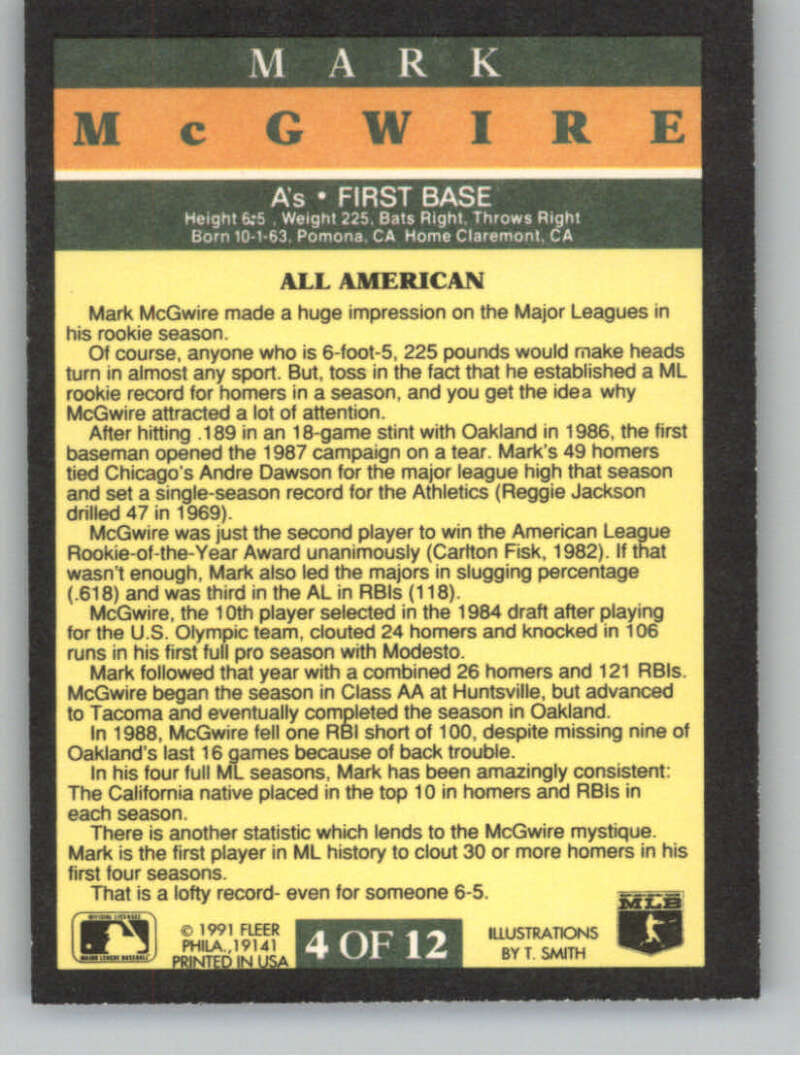 MARK
McGWIRE
A's • FIRST BASE
Height 6:5 , Weight 225, Bats Right, Throws Right
Born 10-1-63, Pomona, CA Home Claremont, CA
ALL AMERICAN
Mark McGwire made a huge impression on the Major Leagues in
his rookie season.
Of course, anyone who is 6-foot-5, 225 pounds would make heads
turn in almost any sport. But, toss in the fact that he established a ML
rookie record for homers in a season, and you get the idea why
McGwire attracted a lot of attention.
After hitting .189 in an 18-game stint with Oakland in 1986, the first
baseman opened the 1987 campaign on a tear. Mark's 49 homers
tied Chicago's Andre Dawson for the major league high that season
and set a single-season record for the Athletics (Reggie Jackson
drilled 47 in 1969).
McGwire was just the second player to win the American League
Rookie-of-the-Year Award unanimously (Carlton Fisk, 1982). If that
wasn't enough, Mark also led the majors in slugging percentage
(.618) and was third in the AL in RBIs (118).
McGwire, the 10th player selected in the 1984 draft after playing
for the U.S. Olympic team, clouted 24 homers and knocked in 106
runs in his first full pro season with Modesto.
Mark followed that year with a combined 26 homers and 121 RBIs.
McGwire began the season in Class AA at Huntsville, but advanced
to Tacoma and eventually completed the season in Oakland.
In 1988, McGwire fell one RBI short of 100, despite missing nine of
Oakland's last 16 games because of back trouble.
In his four full ML seasons, Mark has been amazingly consistent:
The California native placed in the top 10 in homers and RBIs in
each season.
There is another statistic which lends to the McGwire mystique.
Mark is the first player in ML history to clout 30 or more homers in his
first four seasons.
That is a lofty record- even for someone 6-5.
OFFICIAL LICENSEE
MAJOR LEAGUE BASEBALL
© 1991 FLEER
PHILA.,19141
PRINTED IN USA
4 OF 12
ILLUSTRATIONS
BY T. SMITH
MLB